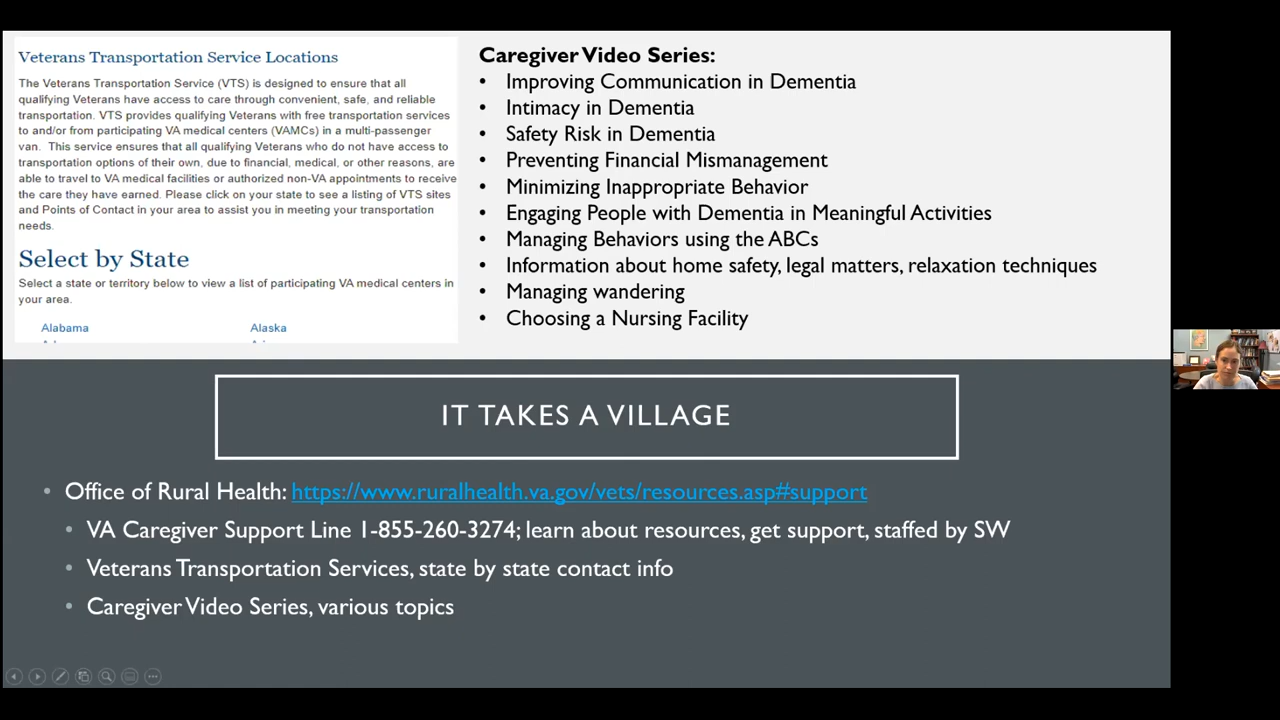 Veterans Transportation Service Locations
The Veterans Transportation Service (VTS) is designed to ensure that all
qualifying Veterans have access to care through convenient, safe, and reliable
transportation. VTS provides qualifying Veterans with free transportation services
to and/or from participating VA medical centers (VAMCs) in a multi-passenger
van. This service ensures that all qualifying Veterans who do not have access to
transportation options of their own, due to financial, medical, or other reasons, are
able to travel to VA medical facilities or authorized non-VA appointments to receive
the care they have earned. Please click on your state to see a listing of VTS sites
and Points of Contact in your area to assist you in meeting your transportation
needs.
Select by State
Select a state or territory below to view a list of participating VA medical centers in
your area.
Alabama Alaska
Caregiver Video Series:
• Improving Communication in Dementia
• Intimacy in Dementia
• Safety Risk in Dementia
• Preventing Financial Mismanagement
• Minimizing Inappropriate Behavior
• Engaging People with Dementia in Meaningful Activities
• Managing Behaviors using the ABCs
• Information about home safety, legal matters, relaxation techniques
• Managing wandering
• Choosing a Nursing Facility
IT TAKES A VILLAGE
• Office of Rural Health: https://www.ruralhealth.va.gov/vets/resources.asp#support
• VA Caregiver Support Line 1-855-260-3274; learn about resources, get support, staffed by SW
• Veterans Transportation Services, state by state contact info
• Caregiver Video Series, various topics